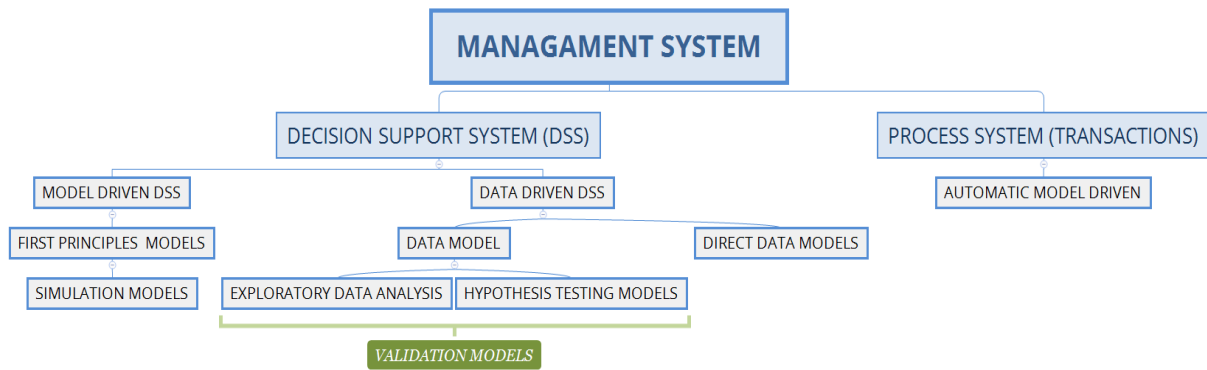 MANAGAMENT SYSTEM
DECISION SUPPORT SYSTEM (DSS)
PROCESS SYSTEM (TRANSACTIONS)
MODEL DRIVEN DSS
DATA DRIVEN DSS
AUTOMATIC MODEL DRIVEN
FIRST PRINCIPLES MODELS
DATA MODEL
DIRECT DATA MODELS
SIMULATION MODELS
EXPLORATORY DATA ANALYSIS
HYPOTHESIS TESTING MODELS
VALIDATION MODELS